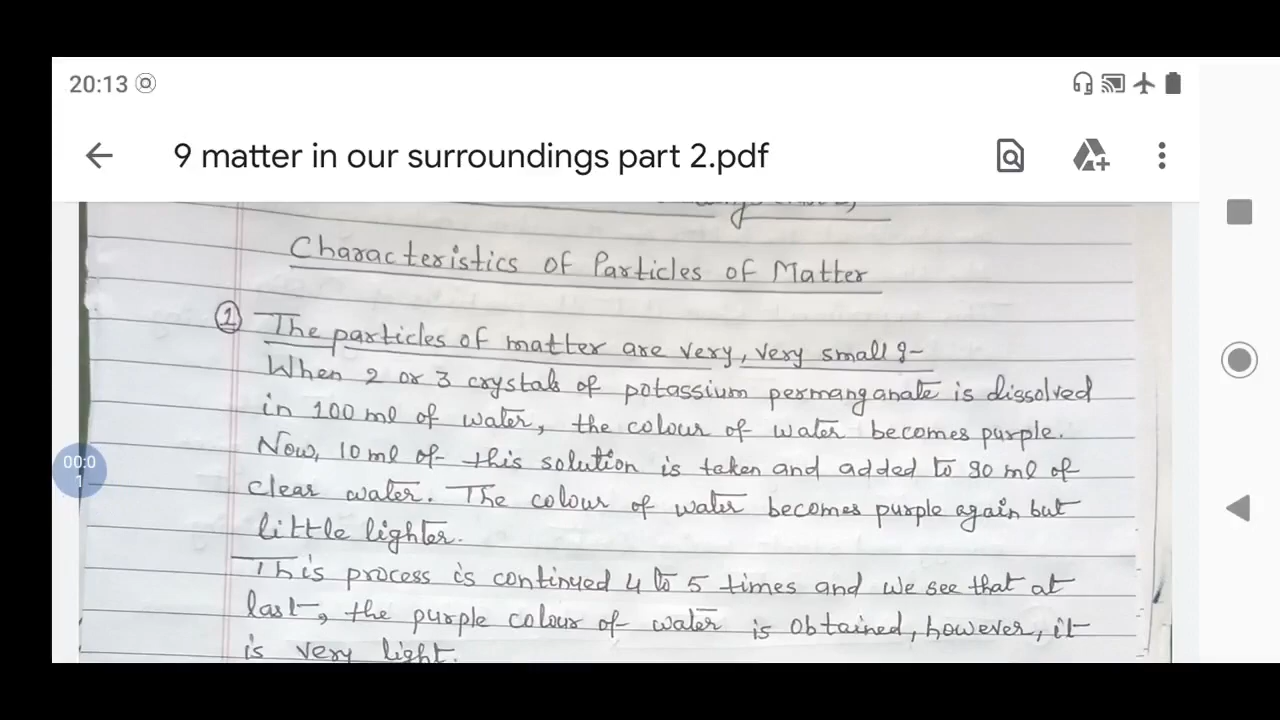 20:13
9 matter in our surroundings part 2.pdf
Characteristics of Particles of Matter
1 The particles of matter are very, very small :-
When 2 or 3 crystals of potassium permanganate is dissolved
in 100 ml of water, the colour of water becomes purple.
Now, 10 ml of this solution is taken and added to 90 ml of
clear water. The colour of water becomes purple again but
little lighter.
This process is continued 4 to 5 times and we see that at
last, the purple colour of water is obtained, however, it
is very light.
00:0
1